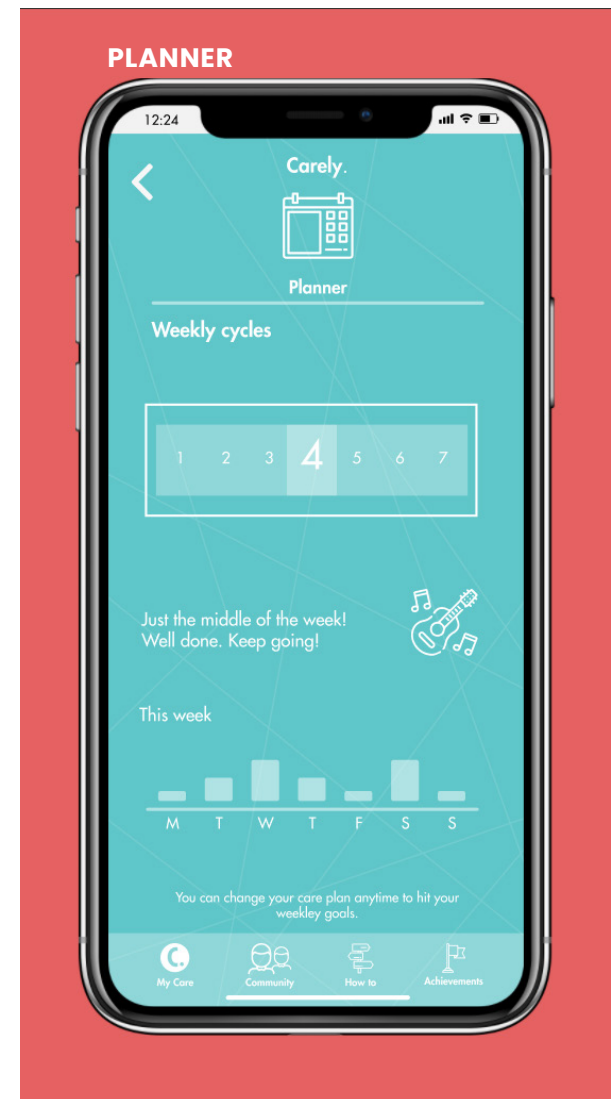 PLANNER
12:24
Carely.
Planner
Weekly cycles
1 2 3 4 5 6 7
Just the middle of the week!
Well done. Keep going!
This week
M T W T F S S
You can change your care plan anytime to hit your
weekley goals.
C.
My Care Community How to Achievements